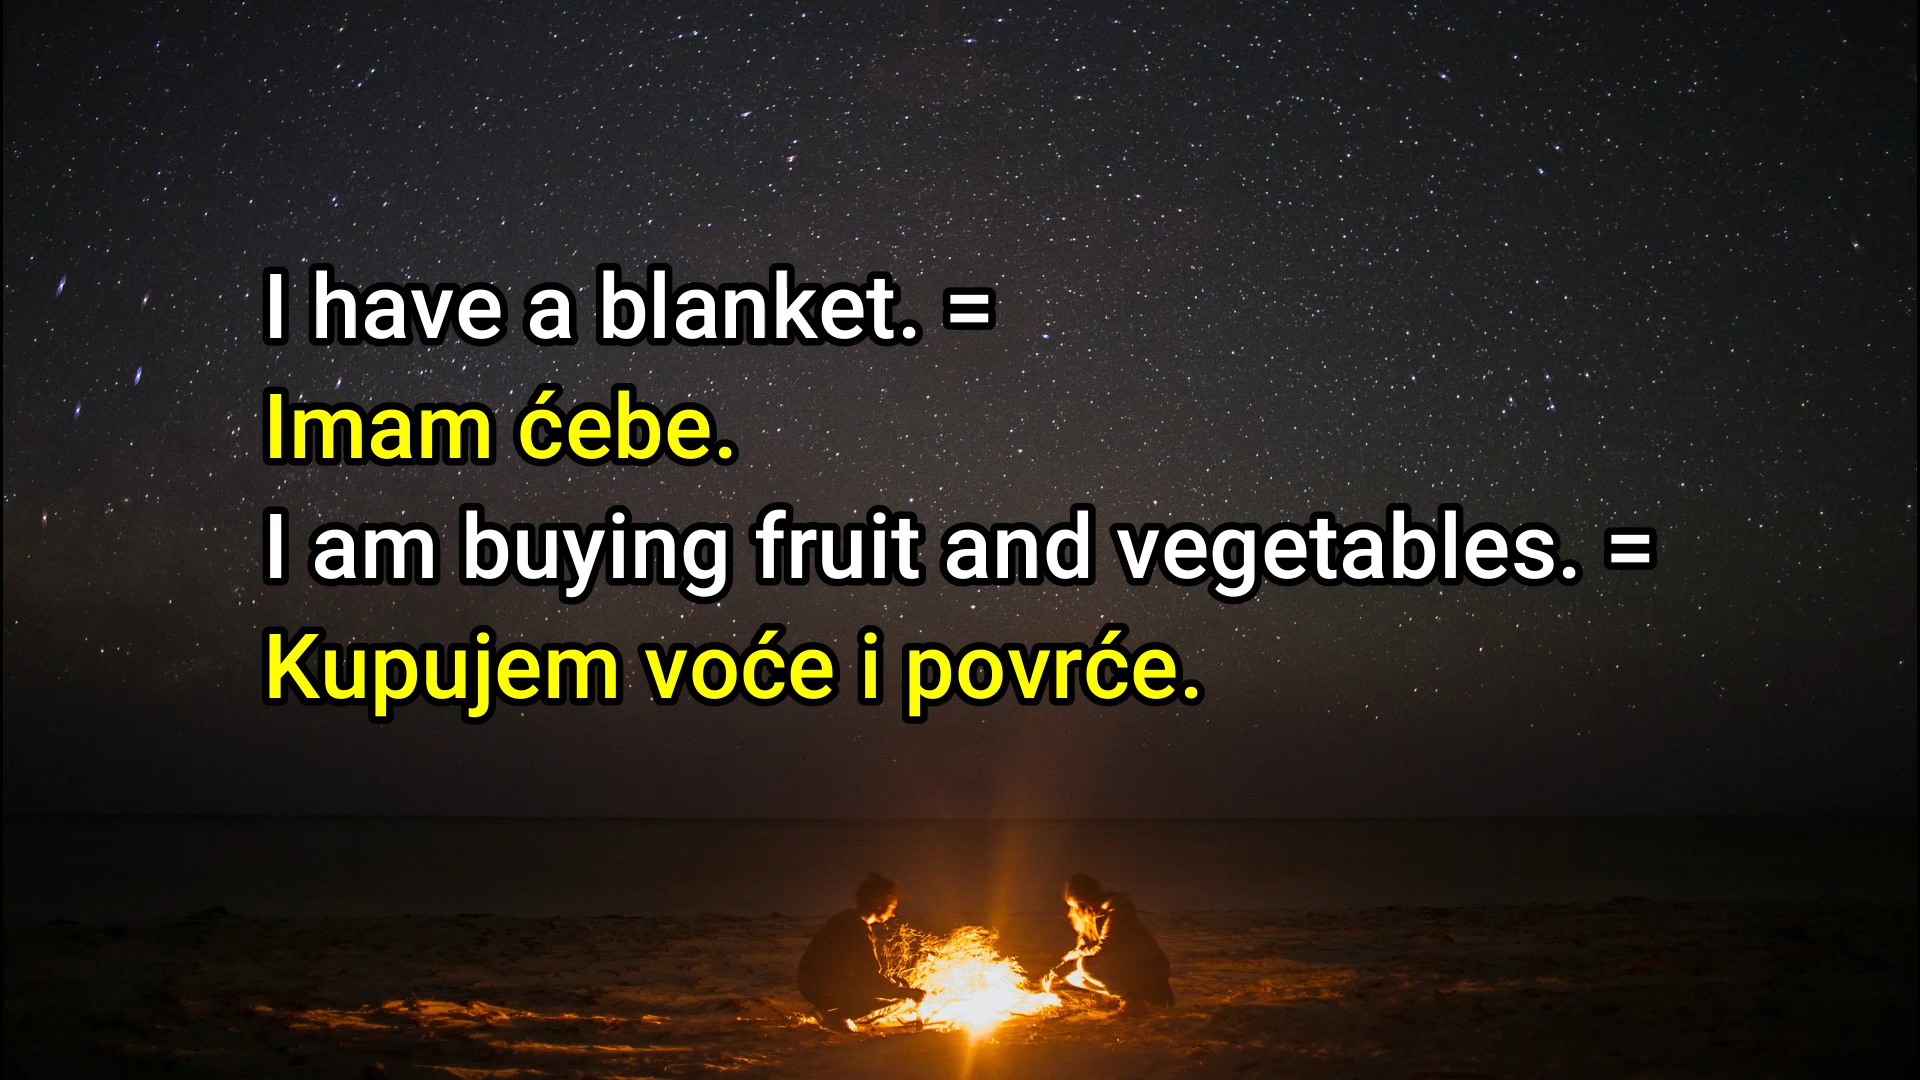 I have a blanket. =
Imam ćebe.
I am buying fruit and vegetables. =
Kupujem voće i povrće.